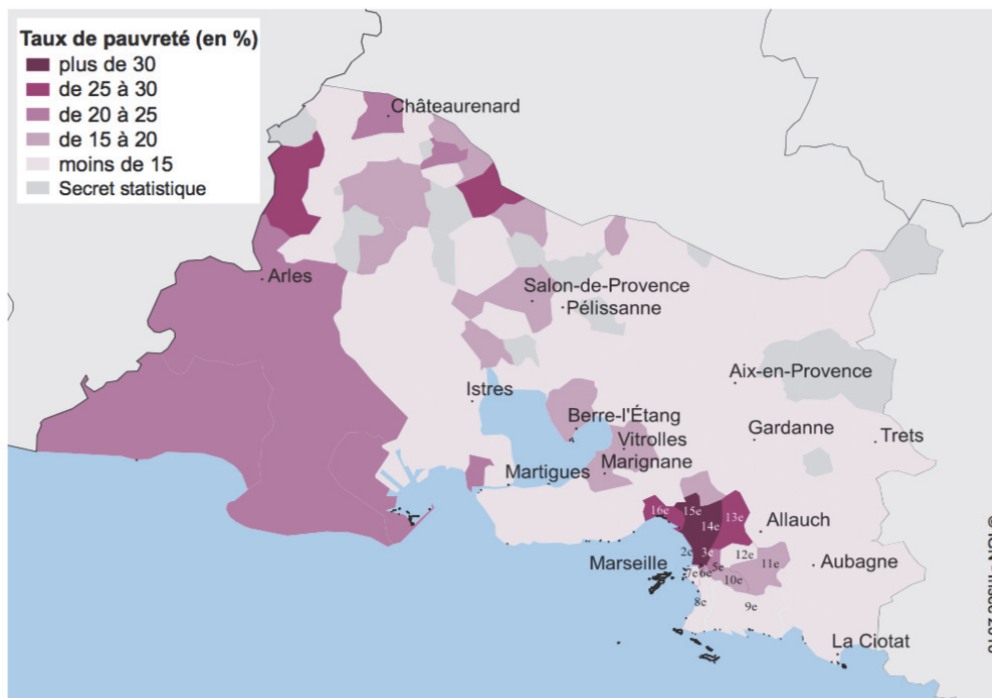 Taux de pauvreté (en %)
plus de 30
de 25 à 30
de 20 à 25
de 15 à 20
moins de 15
Secret statistique
Châteaurenard
Arles
Salon-de-Provence
Pélissanne
Aix-en-Provence
Istres
Berre-l'Étang
Gardanne
Trets
Vitrolles
Marignane
Martigues
16e
15e
13e
14e
Allauch
2e
3e
12e
Marseille
5e
11e
Aubagne
7e
6e
10e
8e
9e
La Ciotat
IGN - Insee